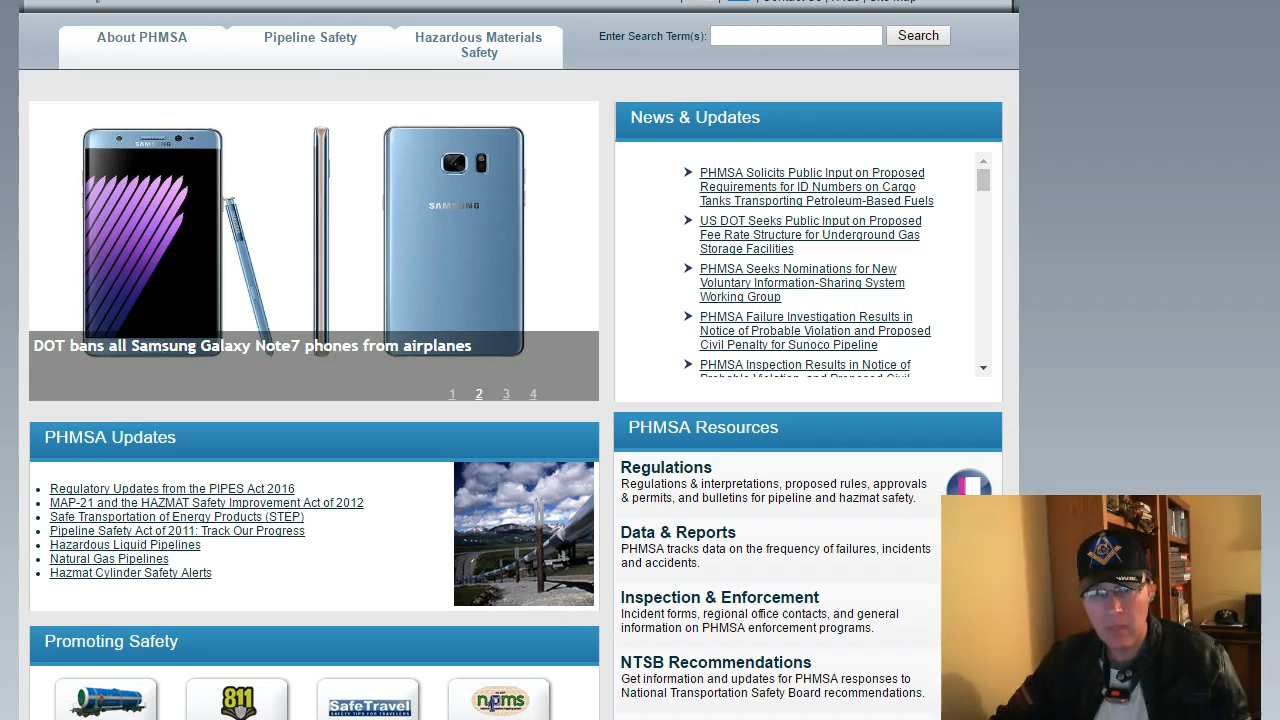 About PHMSA
Pipeline Safety
Hazardous Materials
Safety
Enter Search Term(s):
Search
SAMSUNG
SAMSUNG
DOT bans all Samsung Galaxy Note7 phones from airplanes
1 2 3 4
News & Updates
PHMSA Solicits Public Input on Proposed
Requirements for ID Numbers on Cargo
Tanks Transporting Petroleum-Based Fuels
US DOT Seeks Public Input on Proposed
Fee Rate Structure for Underground Gas
Storage Facilities
PHMSA Seeks Nominations for New
Voluntary Information-Sharing System
Working Group
PHMSA Failure Investigation Results in
Notice of Probable Violation and Proposed
Civil Penalty for Sunoco Pipeline
PHMSA Inspection Results in Notice of
PHMSA Updates
Regulatory Updates from the PIPES Act 2016
MAP-21 and the HAZMAT Safety Improvement Act of 2012
Safe Transportation of Energy Products (STEP)
Pipeline Safety Act of 2011: Track Our Progress
Hazardous Liquid Pipelines
Natural Gas Pipelines
Hazmat Cylinder Safety Alerts
PHMSA Resources
Regulations
Regulations & interpretations, proposed rules, approvals
& permits, and bulletins for pipeline and hazmat safety.
Data & Reports
PHMSA tracks data on the frequency of failures, incidents
and accidents.
Inspection & Enforcement
Incident forms, regional office contacts, and general
information on PHMSA enforcement programs.
NTSB Recommendations
Get information and updates for PHMSA responses to
National Transportation Safety Board recommendations.
Promoting Safety
811
SafeTravel
SAFETY TIPS FOR TRAVELERS
npms